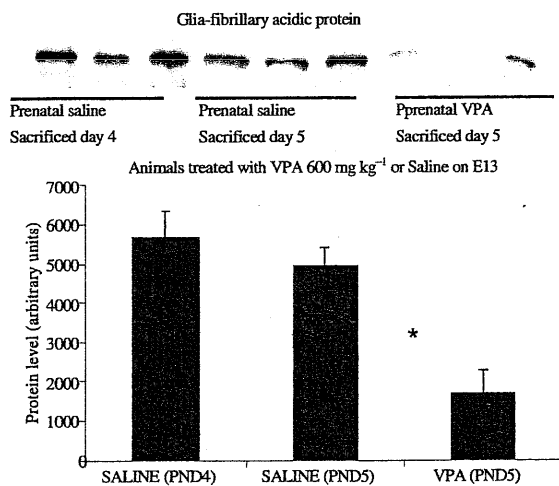 Glia-fibrillary acidic protein
Prenatal saline
Sacrificed day 4
Prenatal saline
Sacrificed day 5
Pprenatal VPA
Sacrificed day 5
Animals treated with VPA 600 mg kg⁻¹ or Saline on E13
Protein level (arbitrary units)
7000
6000
5000
4000
3000
2000
1000
0
*
SALINE (PND4)
SALINE (PND5)
VPA (PND5)